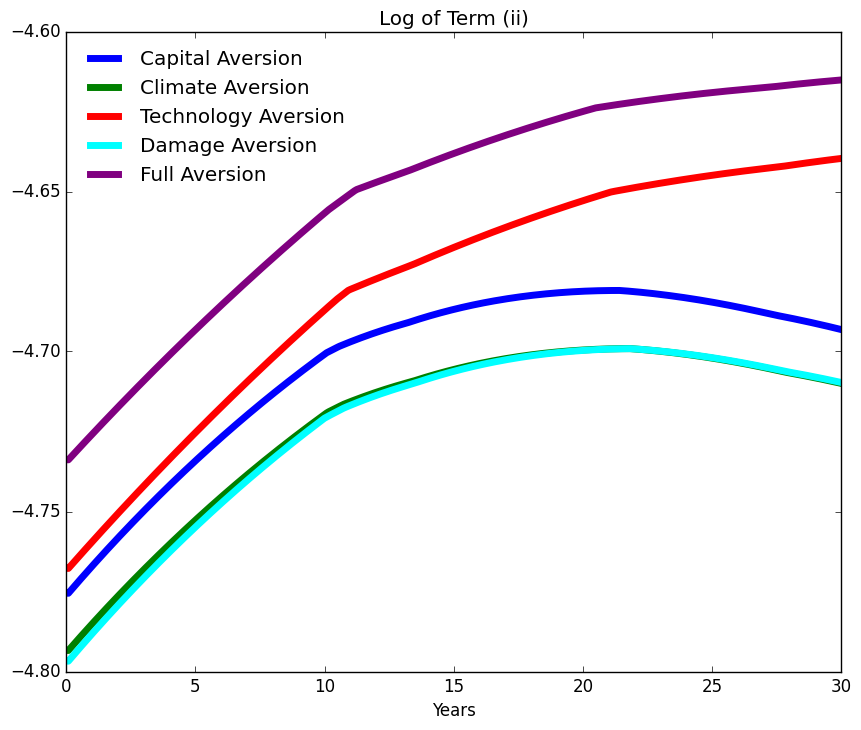 Log of Term (ii)
−4.60
−4.65
−4.70
−4.75
−4.80
Capital Aversion
Climate Aversion
Technology Aversion
Damage Aversion
Full Aversion
0 5 10 15 20 25 30
Years